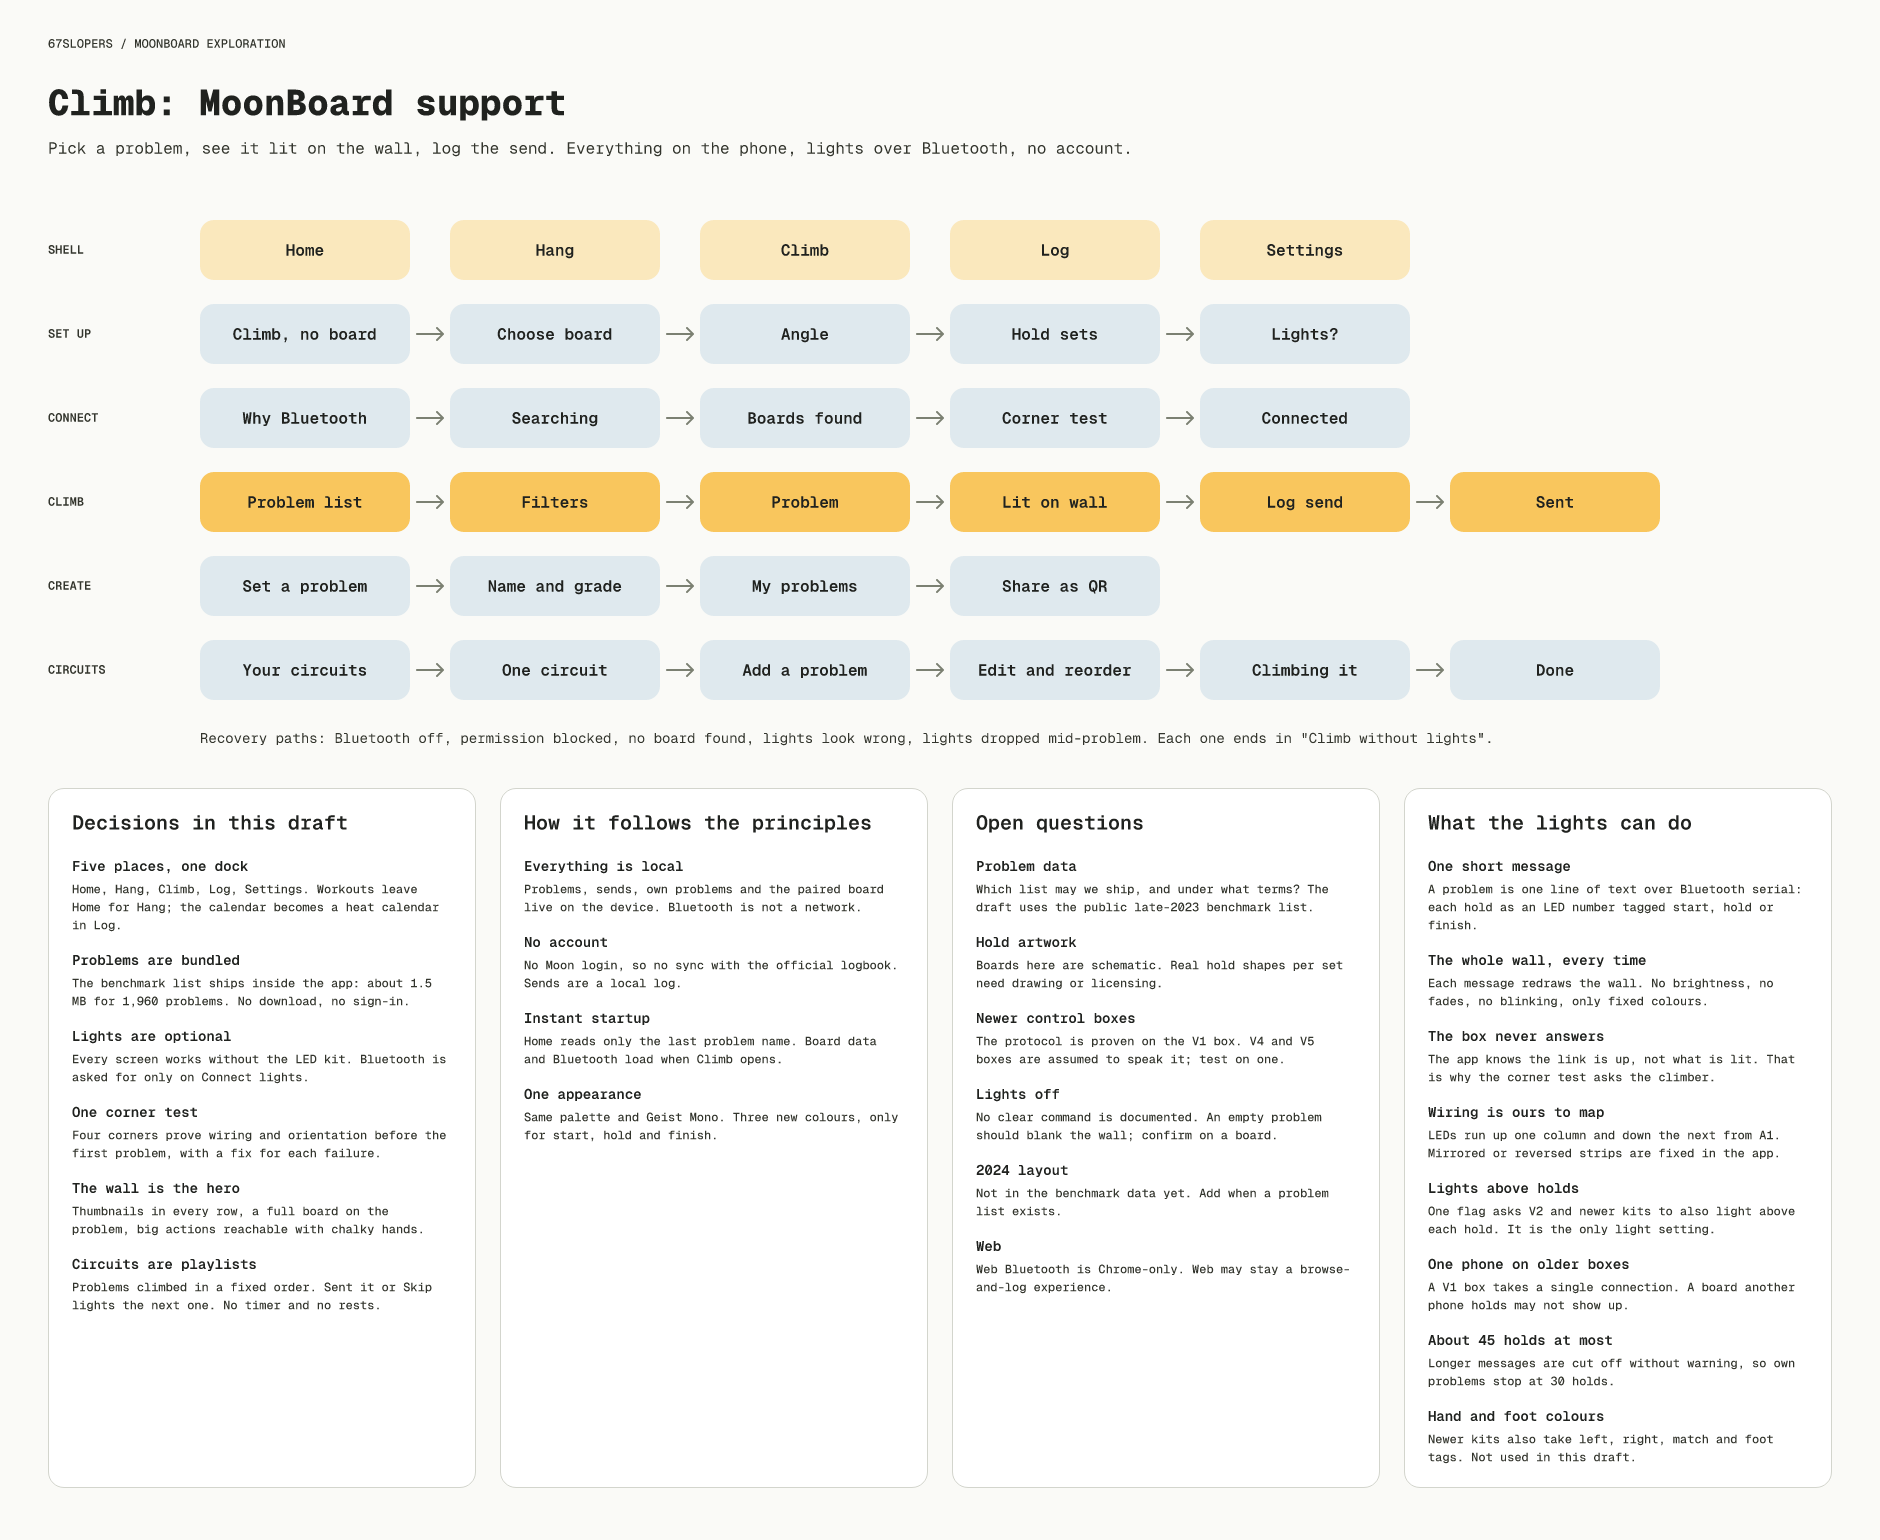 67SLOPERS / MOONBOARD EXPLORATION
Climb: MoonBoard support
Pick a problem, see it lit on the wall, log the send. Everything on the phone, lights over Bluetooth, no account.
SHELL
Home
Hang
Climb
Log
Settings
SET UP
Climb, no board
Choose board
Angle
Hold sets
Lights?
CONNECT
Why Bluetooth
Searching
Boards found
Corner test
Connected
CLIMB
Problem list
Filters
Problem
Lit on wall
Log send
Sent
CREATE
Set a problem
Name and grade
My problems
Share as QR
CIRCUITS
Your circuits
One circuit
Add a problem
Edit and reorder
Climbing it
Done
Recovery paths: Bluetooth off, permission blocked, no board found, lights look wrong, lights dropped mid-problem. Each one ends in "Climb without lights".
Decisions in this draft
Five places, one dock
Home, Hang, Climb, Log, Settings. Workouts leave
Home for Hang; the calendar becomes a heat calendar
in Log.
Problems are bundled
The benchmark list ships inside the app: about 1.5
MB for 1,960 problems. No download, no sign-in.
Lights are optional
Every screen works without the LED kit. Bluetooth is
asked for only on Connect lights.
One corner test
Four corners prove wiring and orientation before the
first problem, with a fix for each failure.
The wall is the hero
Thumbnails in every row, a full board on the
problem, big actions reachable with chalky hands.
Circuits are playlists
Problems climbed in a fixed order. Sent it or Skip
lights the next one. No timer and no rests.
How it follows the principles
Everything is local
Problems, sends, own problems and the paired board
live on the device. Bluetooth is not a network.
No account
No Moon login, so no sync with the official logbook.
Sends are a local log.
Instant startup
Home reads only the last problem name. Board data
and Bluetooth load when Climb opens.
One appearance
Same palette and Geist Mono. Three new colours, only
for start, hold and finish.
Open questions
Problem data
Which list may we ship, and under what terms? The
draft uses the public late-2023 benchmark list.
Hold artwork
Boards here are schematic. Real hold shapes per set
need drawing or licensing.
Newer control boxes
The protocol is proven on the V1 box. V4 and V5
boxes are assumed to speak it; test on one.
Lights off
No clear command is documented. An empty problem
should blank the wall; confirm on a board.
2024 layout
Not in the benchmark data yet. Add when a problem
list exists.
Web
Web Bluetooth is Chrome-only. Web may stay a browse-
and-log experience.
What the lights can do
One short message
A problem is one line of text over Bluetooth serial:
each hold as an LED number tagged start, hold or
finish.
The whole wall, every time
Each message redraws the wall. No brightness, no
fades, no blinking, only fixed colours.
The box never answers
The app knows the link is up, not what is lit. That
is why the corner test asks the climber.
Wiring is ours to map
LEDs run up one column and down the next from A1.
Mirrored or reversed strips are fixed in the app.
Lights above holds
One flag asks V2 and newer kits to also light above
each hold. It is the only light setting.
One phone on older boxes
A V1 box takes a single connection. A board another
phone holds may not show up.
About 45 holds at most
Longer messages are cut off without warning, so own
problems stop at 30 holds.
Hand and foot colours
Newer kits also take left, right, match and foot
tags. Not used in this draft.